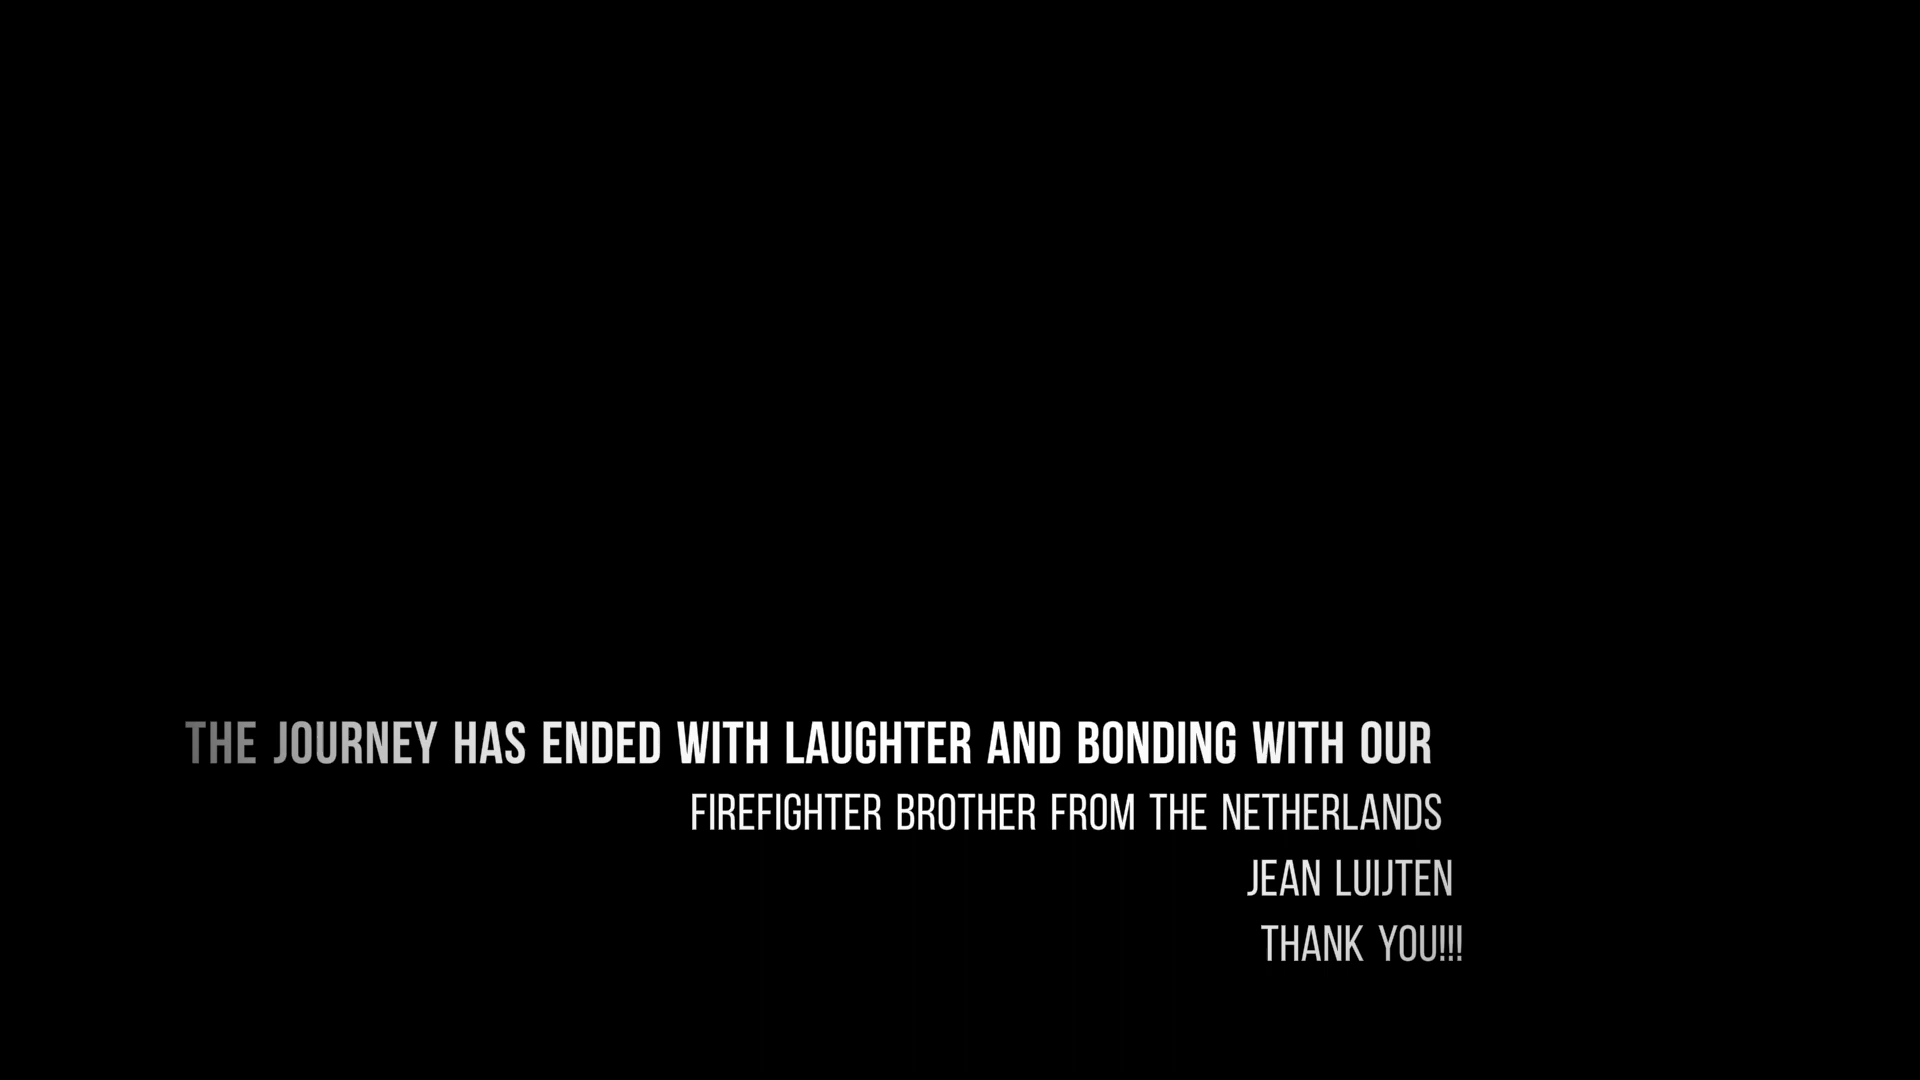 THE JOURNEY HAS ENDED WITH LAUGHTER AND BONDING WITH OUR
FIREFIGHTER BROTHER FROM THE NETHERLANDS
JEAN LUIJTEN
THANK YOU!!!